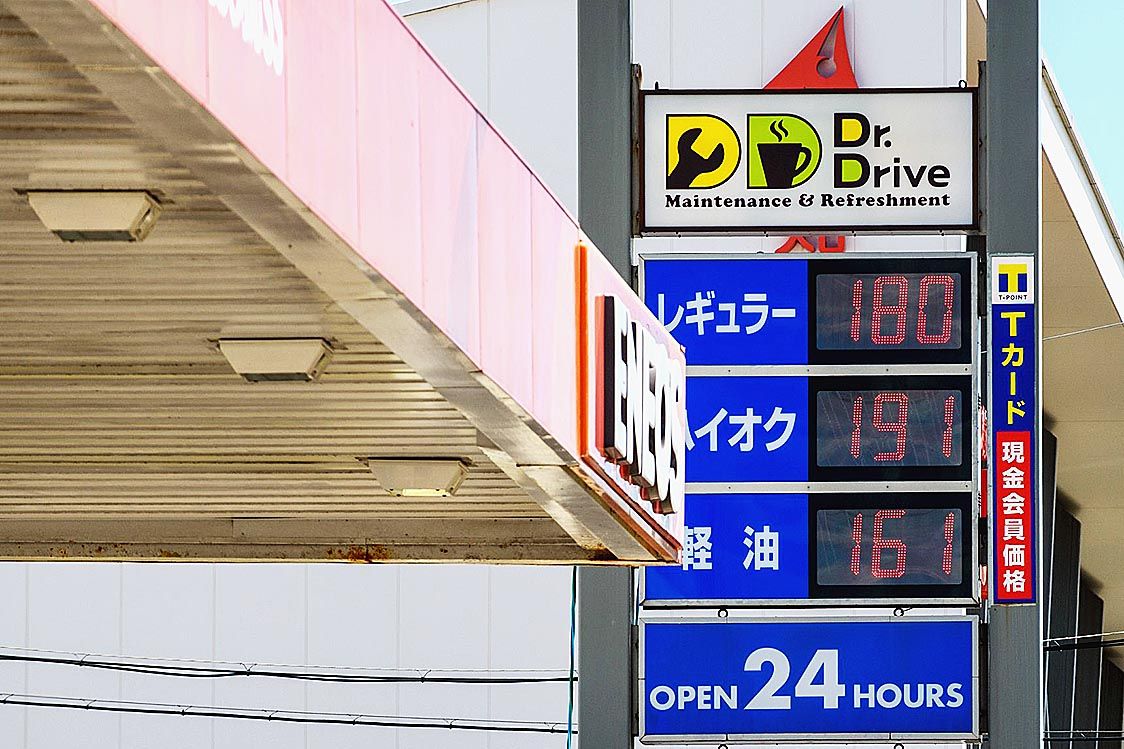 Dr.
Drive
Maintenance & Refreshment
レギュラー
180
ハイオク
191
軽油
161
OPEN 24 HOURS
ENEOS
T-POINT
Tカード
現金会員価格